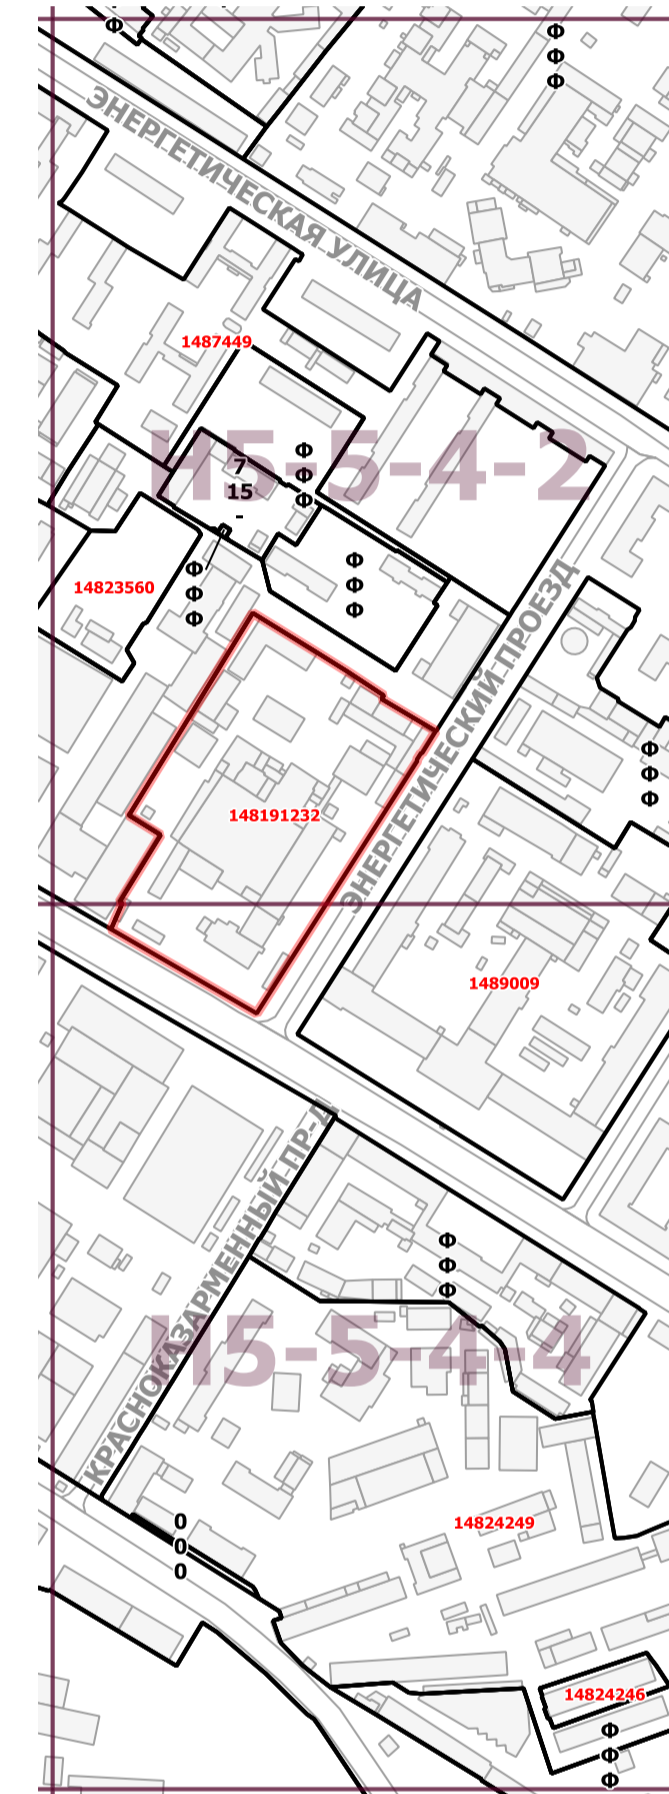 Ф
Ф
Ф
Ф
ЭНЕРГЕТИЧЕСКАЯ УЛИЦА
1487449
Н5-5-4-2
Ф
Ф
Ф
7
15
-
Ф
Ф
Ф
Ф
Ф
Ф
14823560
ЭНЕРГЕТИЧЕСКИЙ ПРОЕЗД
Ф
Ф
Ф
148191232
1489009
КРАСНОКАЗАРМЕННЫЙ ПР-Д
Ф
Ф
Ф
Н5-5-4-4
14824249
0
0
0
14824246
Ф
Ф
Ф